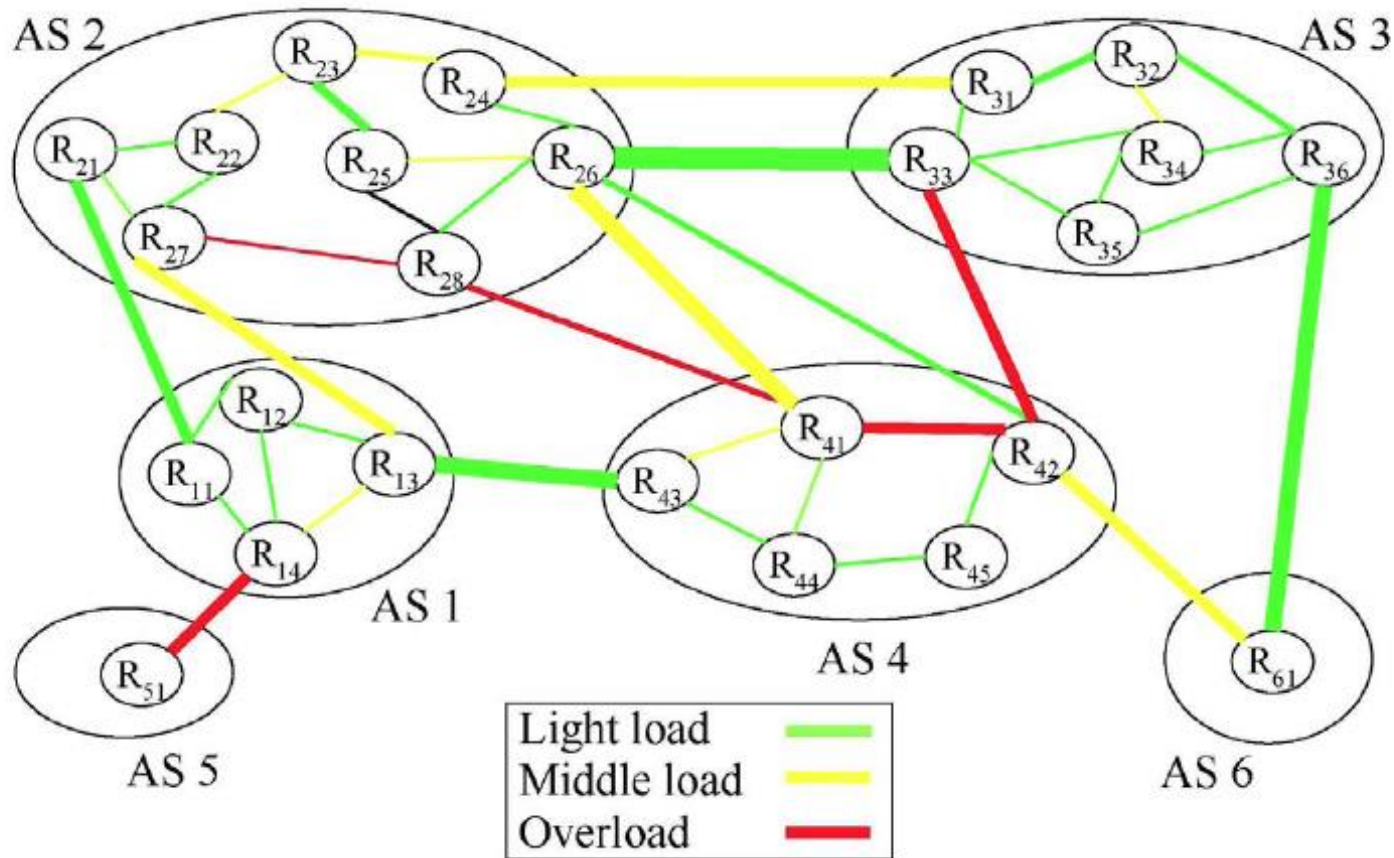 AS 2
AS 3
R23
R24
R31
R32
R21
R22
R25
R26
R33
R34
R36
R27
R28
R35
R12
R11
R13
R14
R41
R42
R43
R44
R45
AS 1
R51
AS 5
AS 4
R61
AS 6
Light load
Middle load
Overload